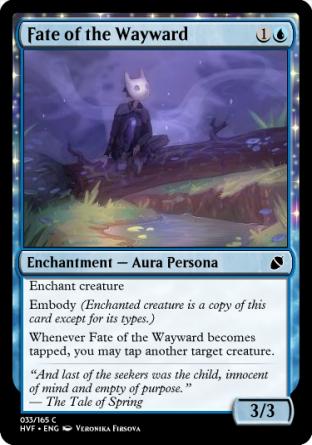 Fate of the Wayward 1
Enchantment — Aura Persona
Enchant creature
Embody (Enchanted creature is a copy of this
card except for its types.)
Whenever Fate of the Wayward becomes
tapped, you may tap another target creature.
“And last of the seekers was the child, innocent
of mind and empty of purpose.”
— The Tale of Spring
3/3
033/165 C
HVF • ENG Veronika Firsova